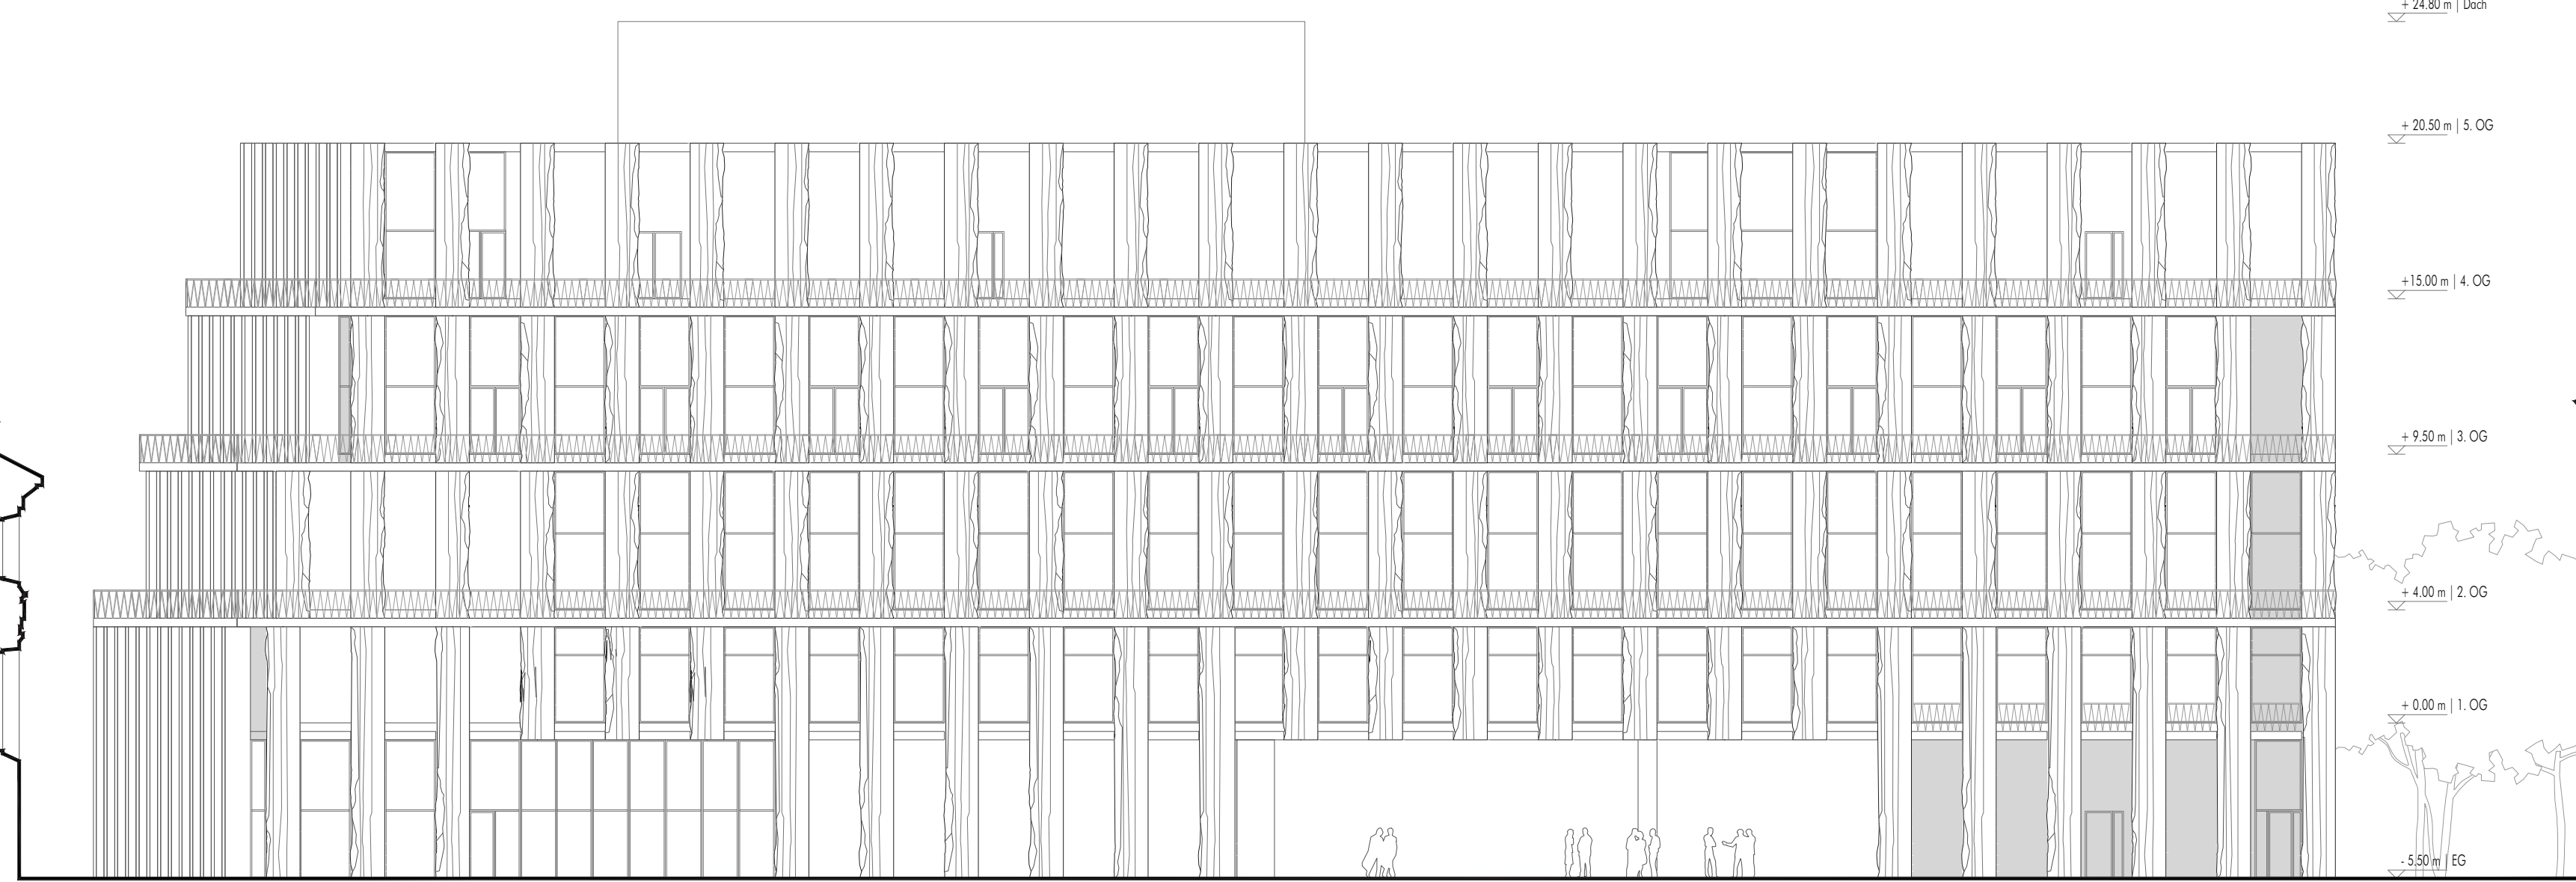 + 24.80 m | Dach
+ 20.50 m | 5. OG
+15.00 m | 4. OG
+ 9.50 m | 3. OG
+ 4.00 m | 2. OG
+ 0.00 m | 1. OG
- 5.50 m | EG